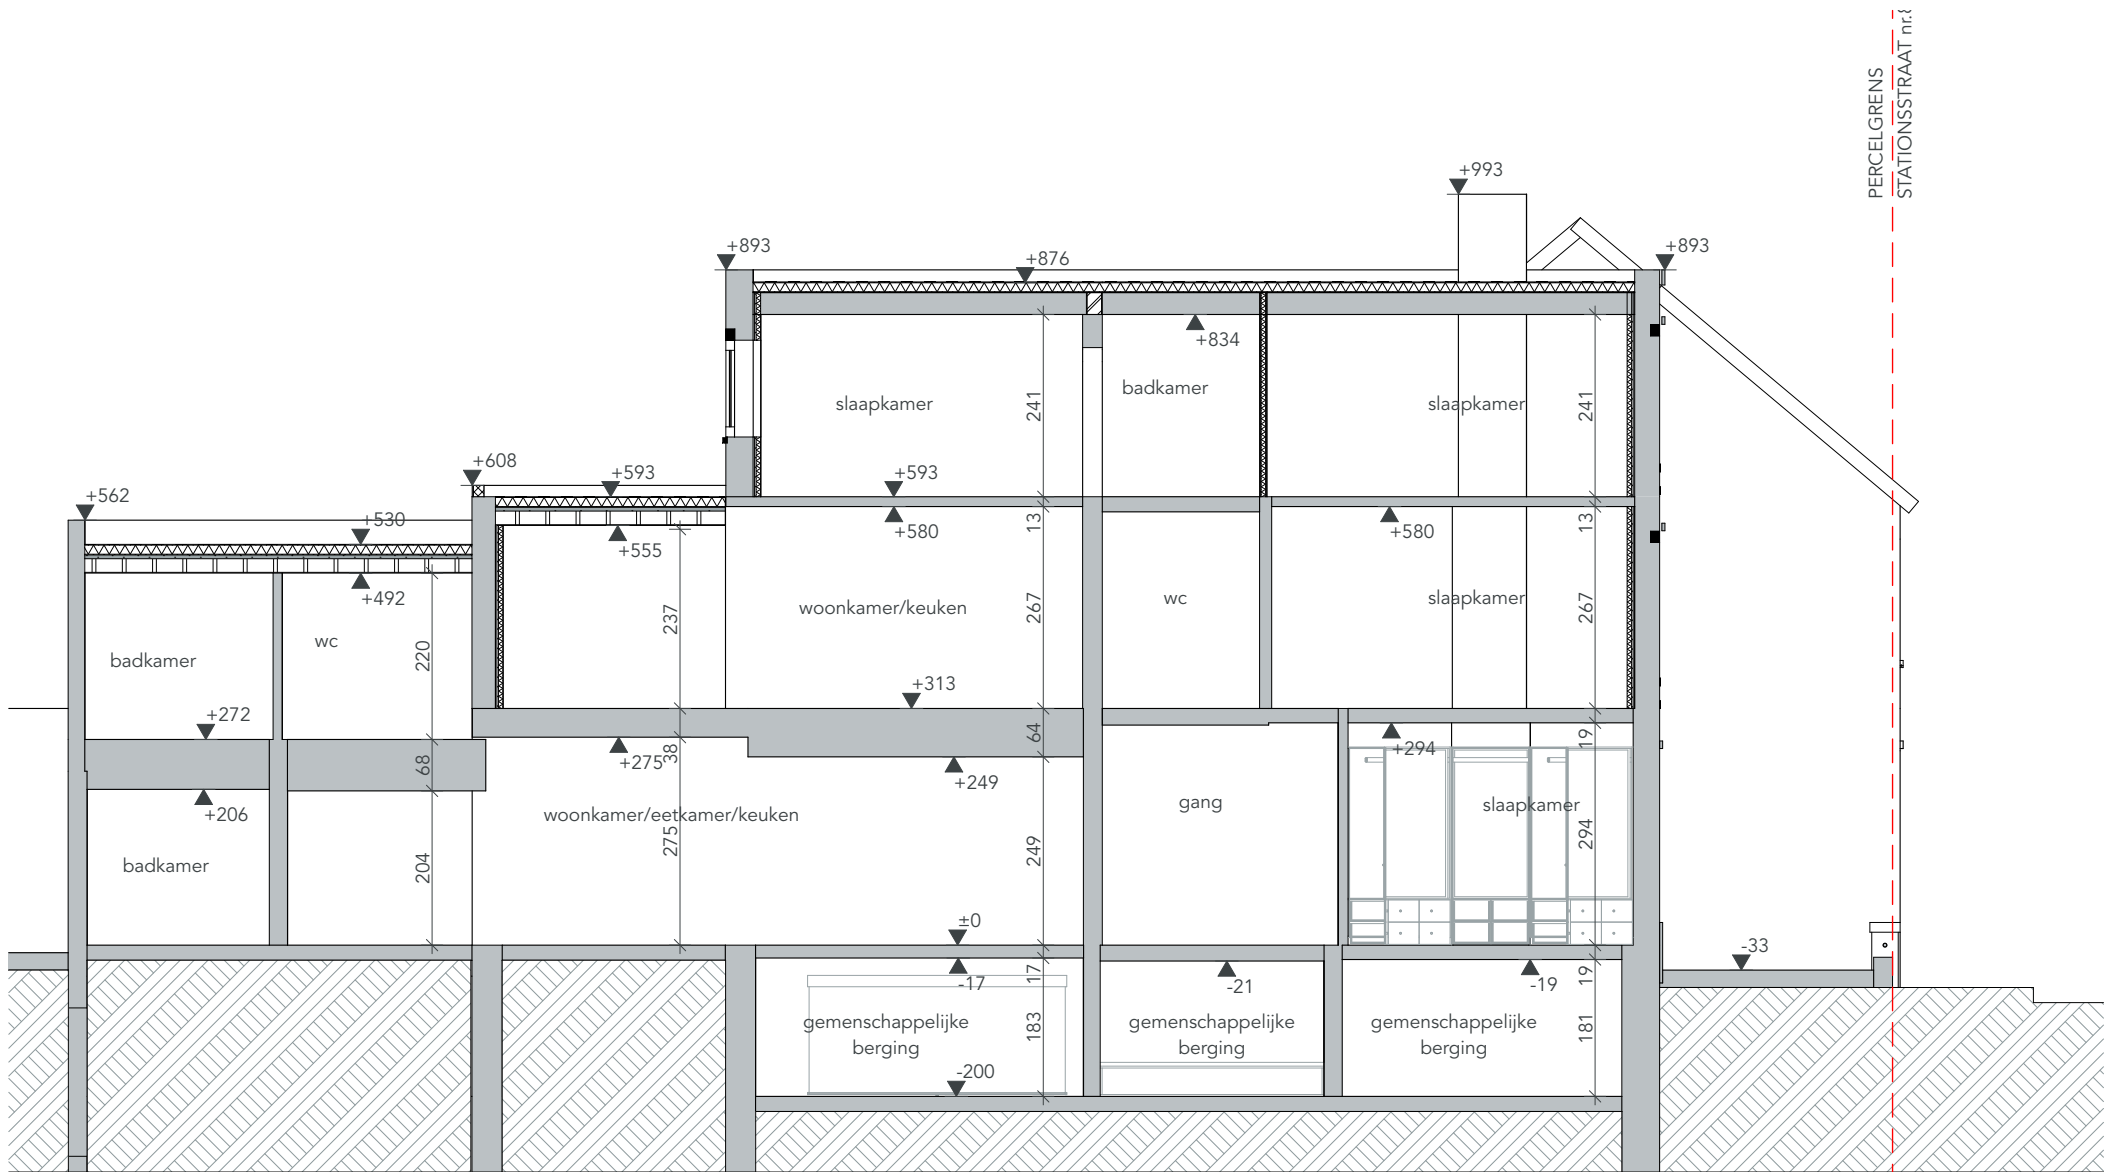 PERCELGRENS
STATIONSSTRAAT nr.
+993
+893
+876
+893
+834
slaapkamer
241
badkamer
slaapkamer
241
+608
+593
+593
+562
+530
+555
+580
13
+580
13
+492
237
woonkamer/keuken
267
wc
slaapkamer
267
badkamer
wc
220
+313
+272
64
19
68
+275
38
+249
+294
+206
woonkamer/eetkamer/keuken
275
249
gang
slaapkamer
294
badkamer
204
±0
-33
-17
17
-21
-19
19
gemenschappelijke
berging
183
gemenschappelijke
berging
gemenschappelijke
berging
181
-200